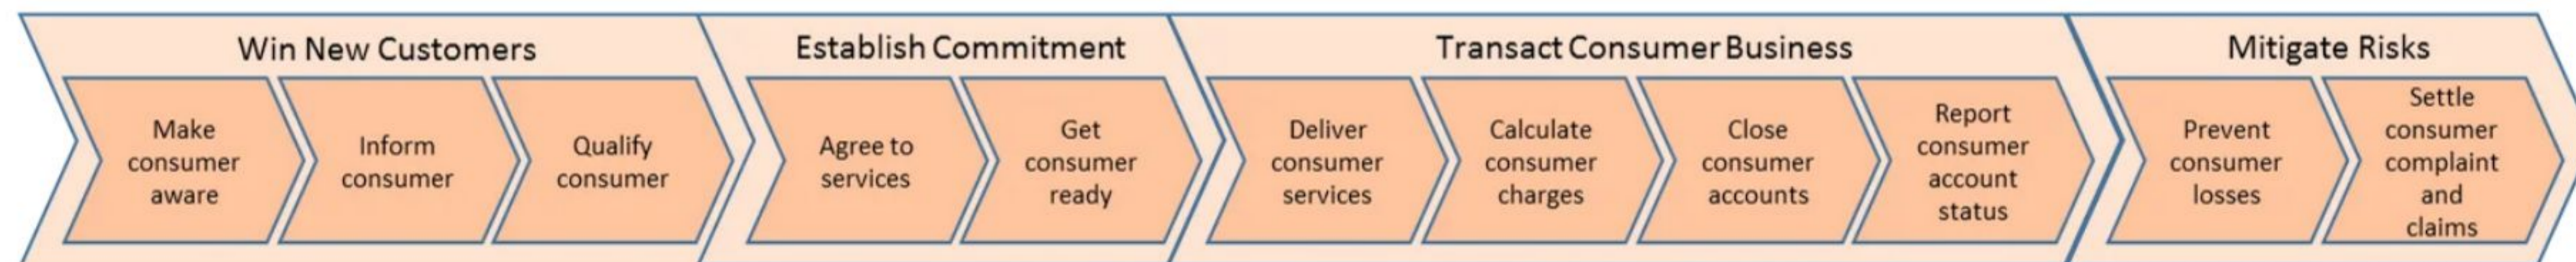 Win New Customers
Make
consumer
aware
Inform
consumer
Qualify
consumer
Establish Commitment
Agree to
services
Get
consumer
ready
Transact Consumer Business
Deliver
consumer
services
Calculate
consumer
charges
Close
consumer
accounts
Report
consumer
account
status
Mitigate Risks
Prevent
consumer
losses
Settle
consumer
complaint
and
claims